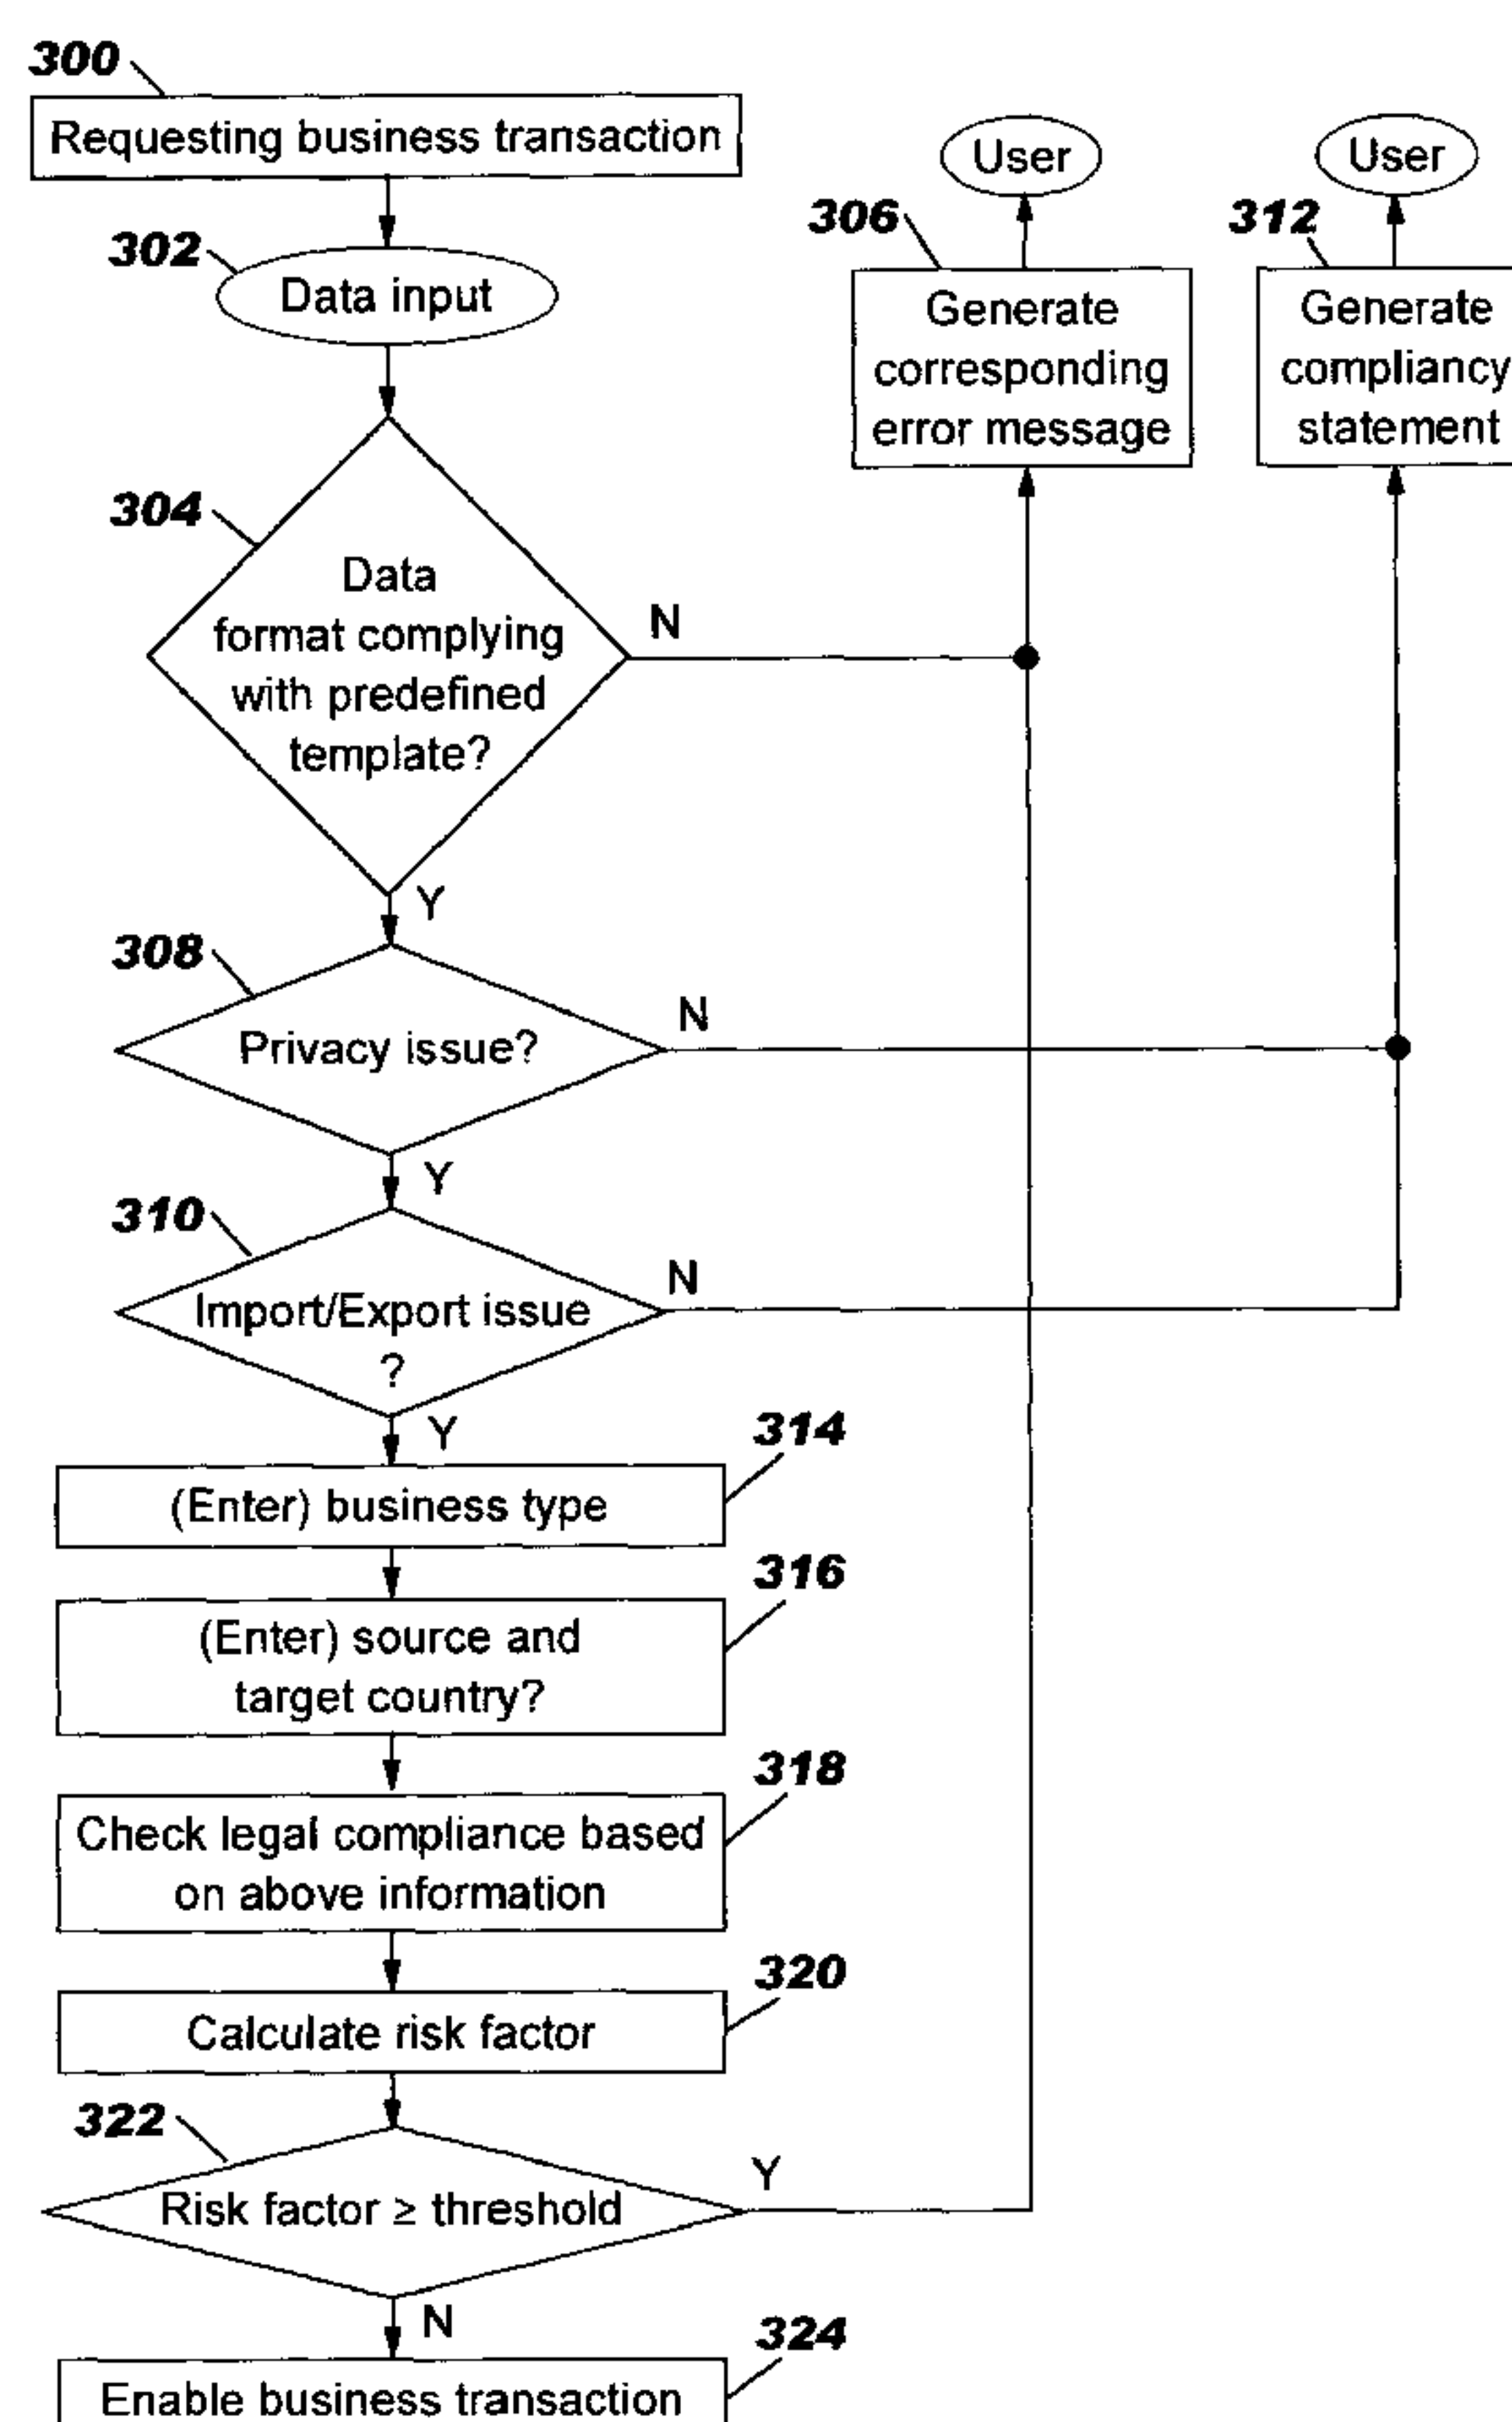 300
Requesting business transaction
302
Data input
User
User
306
312
Generate
corresponding
error message
Generate
compliancy
statement
304
Data
format complying
with predefined
template?
N
Y
308
Privacy issue?
N
Y
310
Import/Export issue
?
N
Y
314
(Enter) business type
316
(Enter) source and
target country?
318
Check legal compliance based
on above information
320
Calculate risk factor
322
Risk factor ≥ threshold
Y
N
324
Enable business transaction